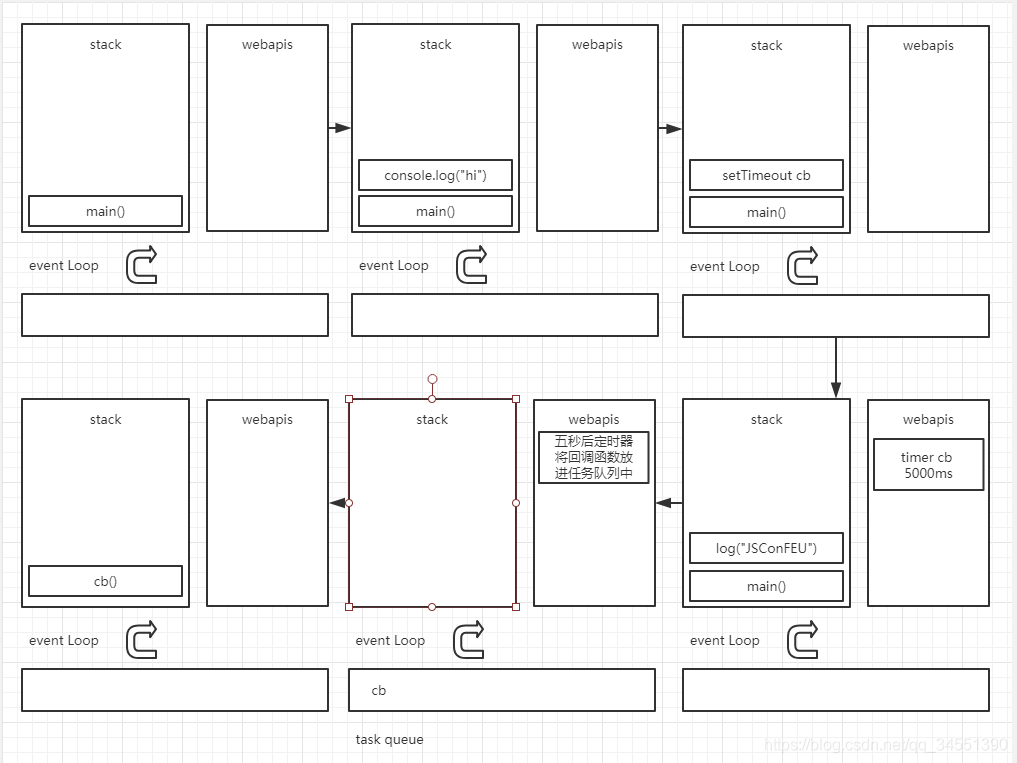 stack
webapis
stack
webapis
stack
webapis
console.log("hi")
setTimeout cb
main()
main()
main()
event Loop
event Loop
event Loop
stack
webapis
stack
webapis
五秒后定时器
将回调函数放
进任务队列中
stack
webapis
timer cb
5000ms
log("JSConFEU")
cb()
main()
event Loop
event Loop
event Loop
cb
task queue
https://blog.csdn.net/qq_34551390